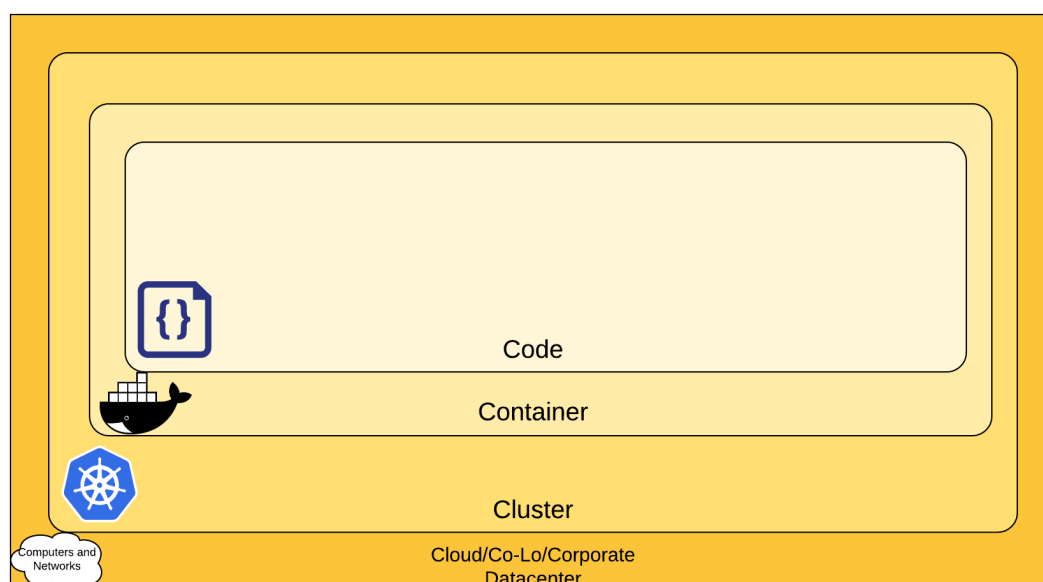 {}
Code
Container
Cluster
Computers and
Networks
Cloud/Co-Lo/Corporate
Datacenter